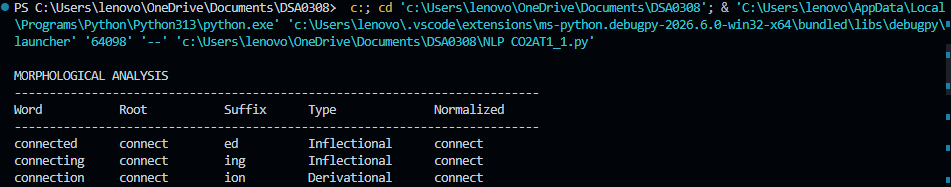 PS C:\Users\lenovo\OneDrive\Documents\DSA0308> c:; cd 'c:\Users\lenovo\OneDrive\Documents\DSA0308'; & 'C:\Users\lenovo\AppData\Local
\Programs\Python\Python313\python.exe' 'c:\Users\lenovo\.vscode\extensions\ms-python.debugpy-2026.6.0-win32-x64\bundled\libs\debugpy\
launcher' '64098' '--' 'c:\Users\lenovo\OneDrive\Documents\DSA0308\NLP CO2AT1_1.py'
MORPHOLOGICAL ANALYSIS
---------------------------------------------------------------------------
Word Root Suffix Type Normalized
---------------------------------------------------------------------------
connected connect ed Inflectional connect
connecting connect ing Inflectional connect
connection connect ion Derivational connect